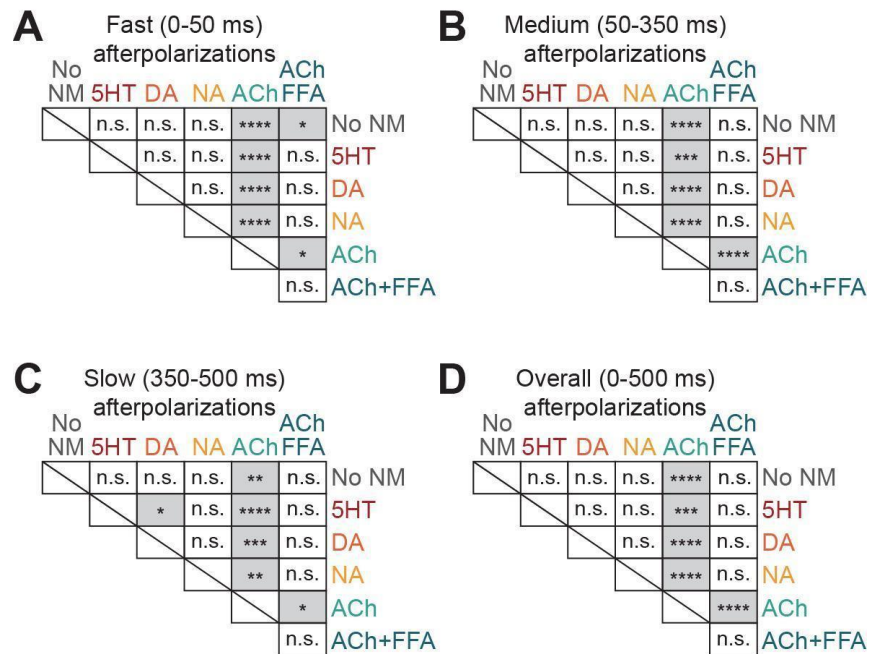 A
Fast (0-50 ms)
afterpolarizations
No NM 5HT DA NA ACh ACh FFA
n.s. n.s. n.s. **** * No NM
n.s. n.s. **** n.s. 5HT
n.s. **** n.s. DA
**** n.s. NA
* ACh
n.s. ACh+FFA
B
Medium (50-350 ms)
afterpolarizations
No NM 5HT DA NA ACh ACh FFA
n.s. n.s. n.s. **** n.s. No NM
n.s. n.s. *** n.s. 5HT
n.s. **** n.s. DA
**** n.s. NA
**** ACh
n.s. ACh+FFA
C
Slow (350-500 ms)
afterpolarizations
No NM 5HT DA NA ACh ACh FFA
n.s. n.s. n.s. ** n.s. No NM
* n.s. **** n.s. 5HT
n.s. *** n.s. DA
** n.s. NA
* ACh
n.s. ACh+FFA
D
Overall (0-500 ms)
afterpolarizations
No NM 5HT DA NA ACh ACh FFA
n.s. n.s. n.s. **** n.s. No NM
n.s. n.s. *** n.s. 5HT
n.s. **** n.s. DA
**** n.s. NA
**** ACh
n.s. ACh+FFA